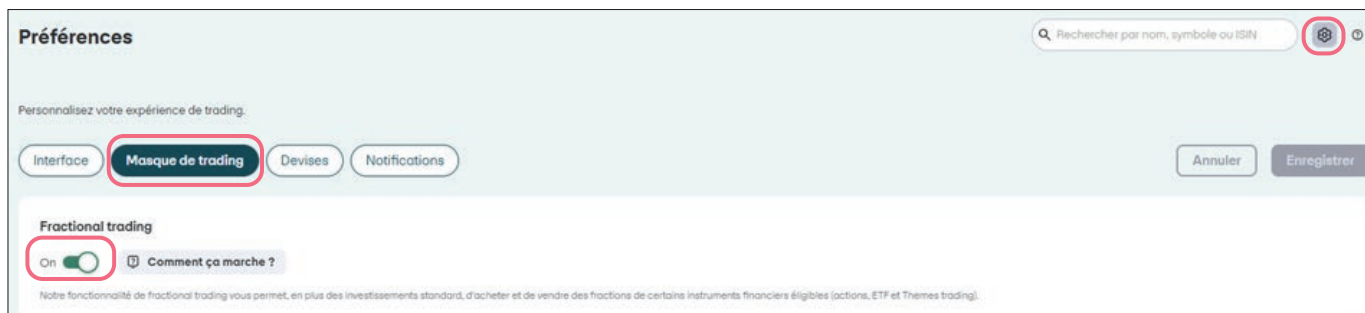 Préférences
Rechercher par nom, symbole ou ISIN
Personnalisez votre expérience de trading.
Interface Masque de trading Devises Notifications Annuler Enregistrer
Fractional trading
On Comment ça marche ?
Notre fonctionnalité de fractional trading vous permet, en plus des investissements standard, d'acheter et de vendre des fractions de certains instruments financiers éligibles (actions, ETF et Themes trading).